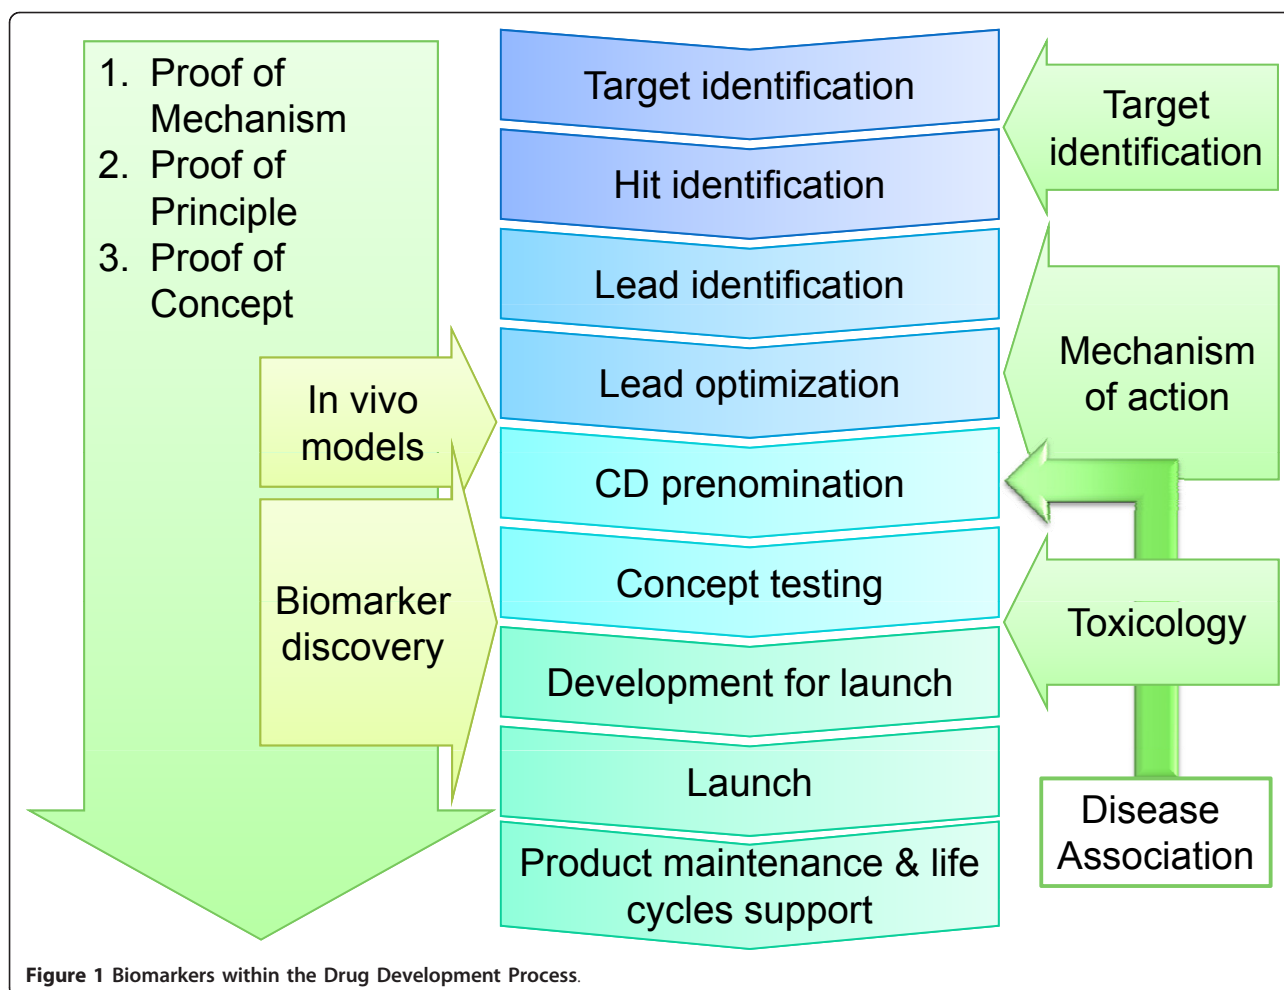 1. Proof of
Mechanism
2. Proof of
Principle
3. Proof of
Concept
In vivo
models
Biomarker
discovery
Target identification
Hit identification
Lead identification
Lead optimization
CD prenomination
Concept testing
Development for launch
Launch
Product maintenance & life
cycles support
Target
identification
Mechanism
of action
Toxicology
Disease
Association
Figure 1 Biomarkers within the Drug Development Process.